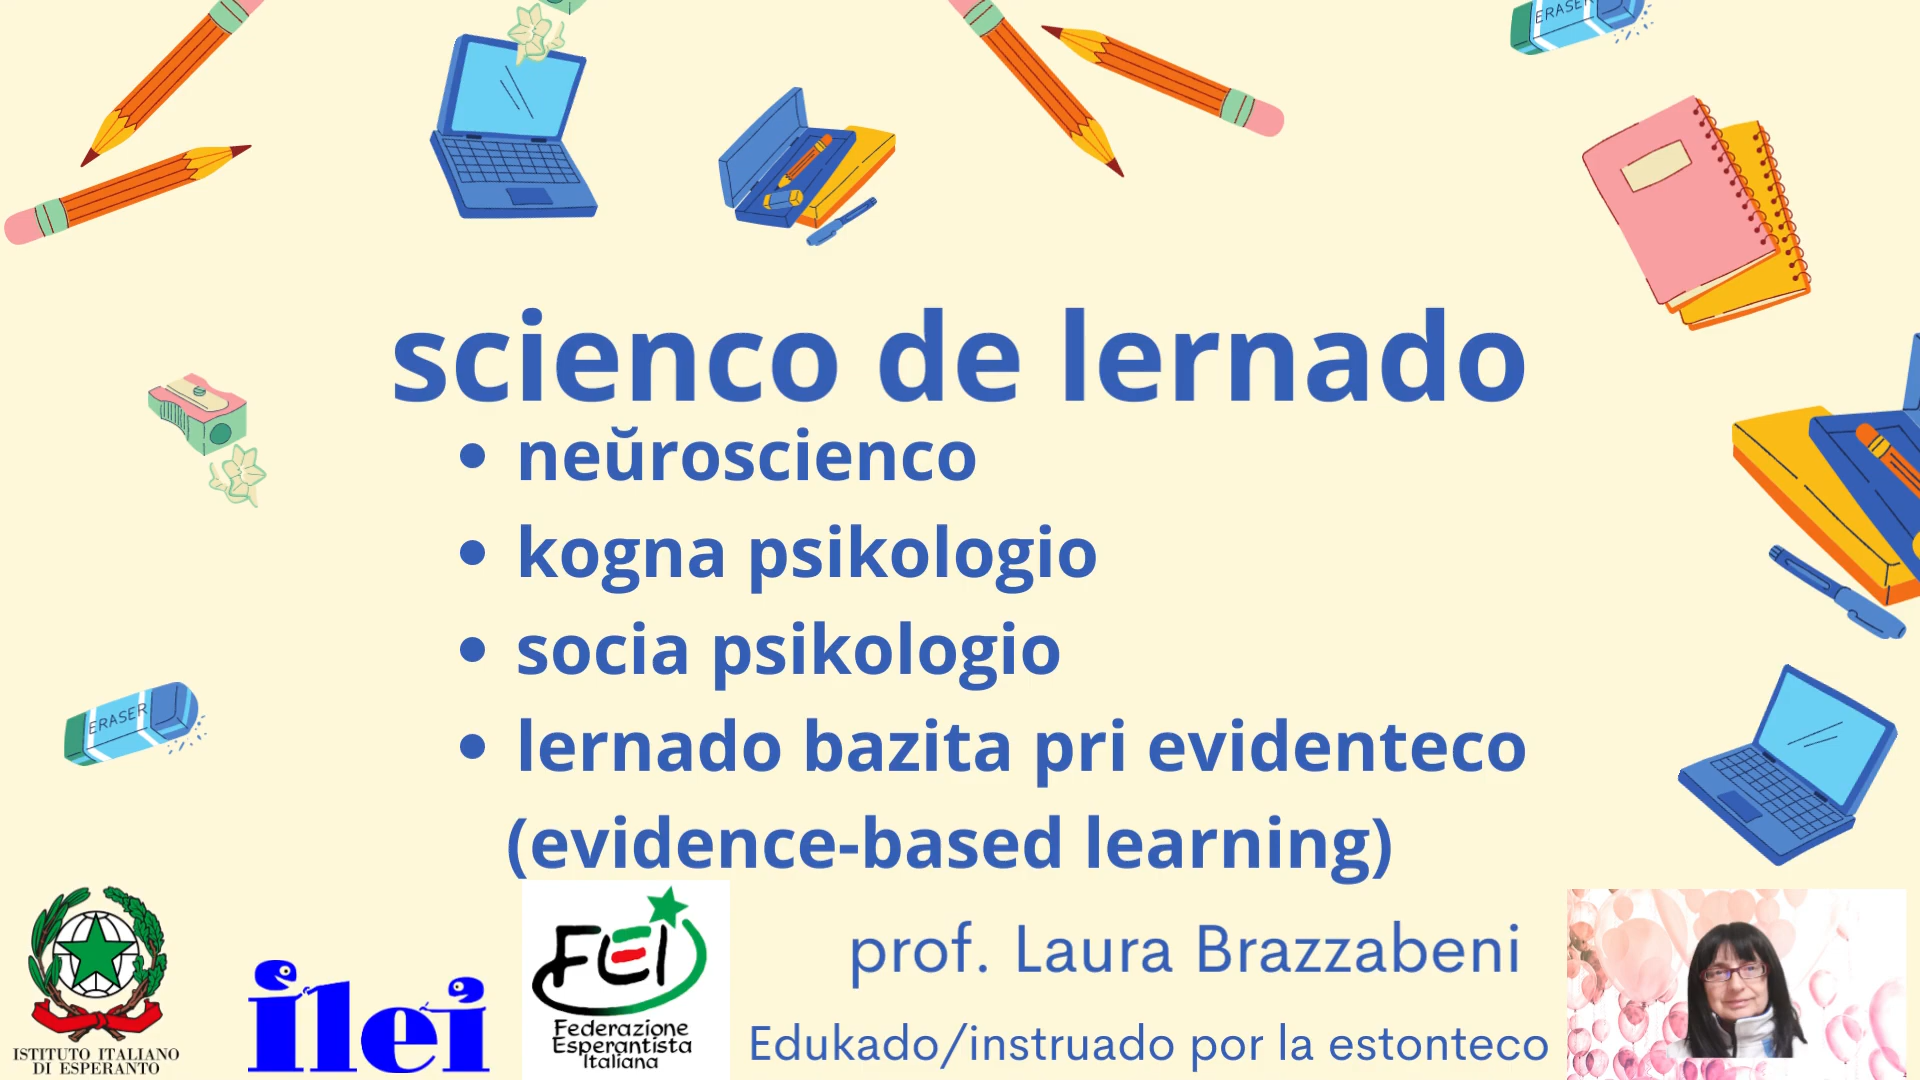 ERASER
scienco de lernado
• neŭroscienco
• kogna psikologio
• socia psikologio
• lernado bazita pri evidenteco
(evidence-based learning)
ERASER
ISTITUTO ITALIANO
DI ESPERANTO
ilei
FEI
Federazione
Esperantista
Italiana
prof. Laura Brazzabeni
Edukado/instruado por la estonteco